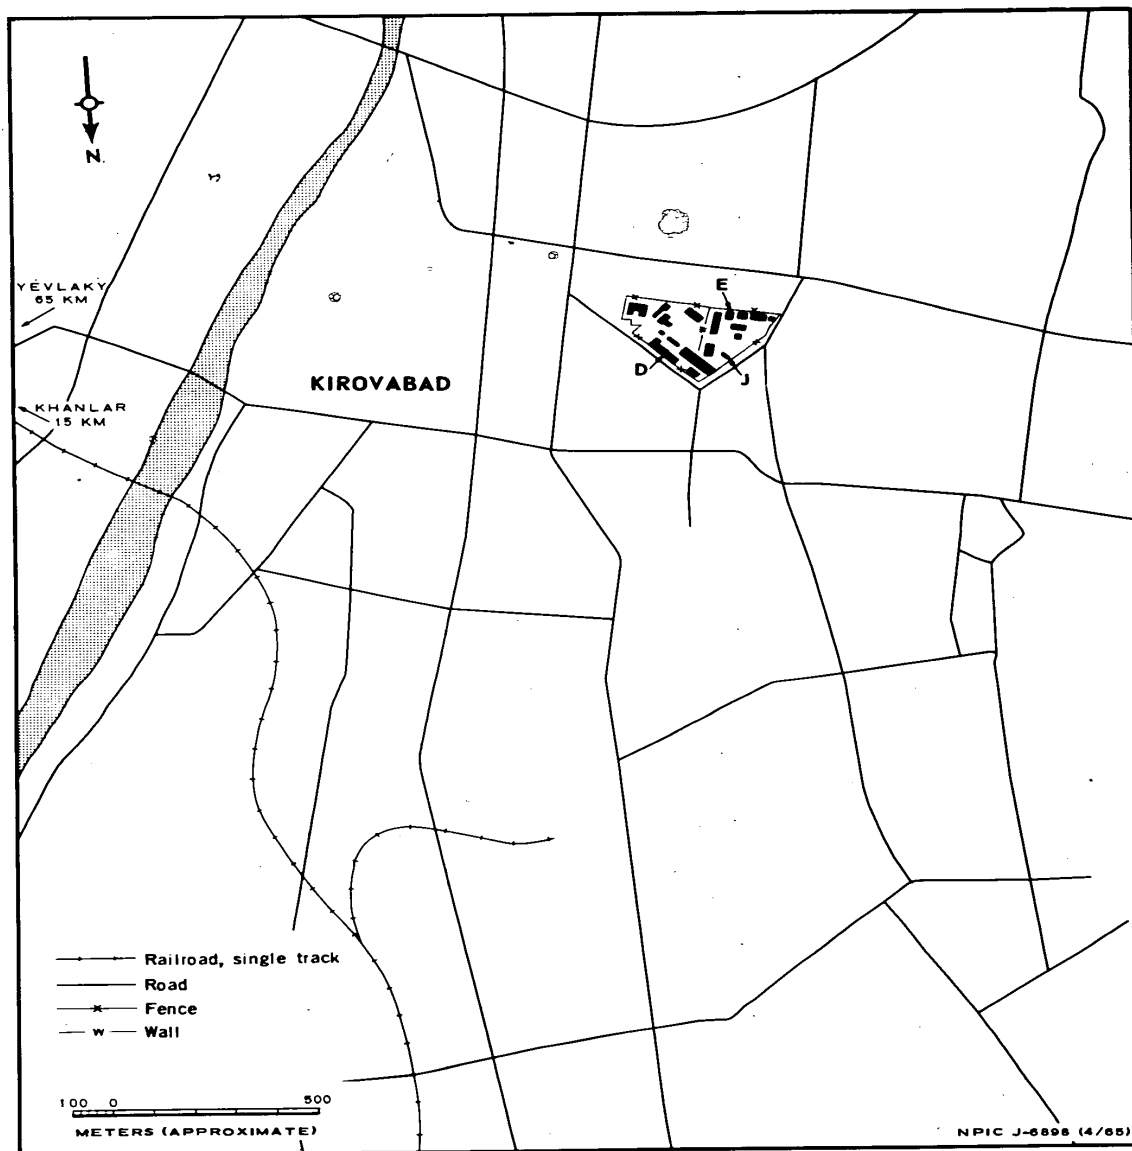 N.
YEVLAKY
65 KM
E
D
J
KIROVABAD
KHANLAR
15 KM
Railroad, single track
Road
Fence
w Wall
100 0 500
METERS (APPROXIMATE)
NPIC J-6898 (4/65)